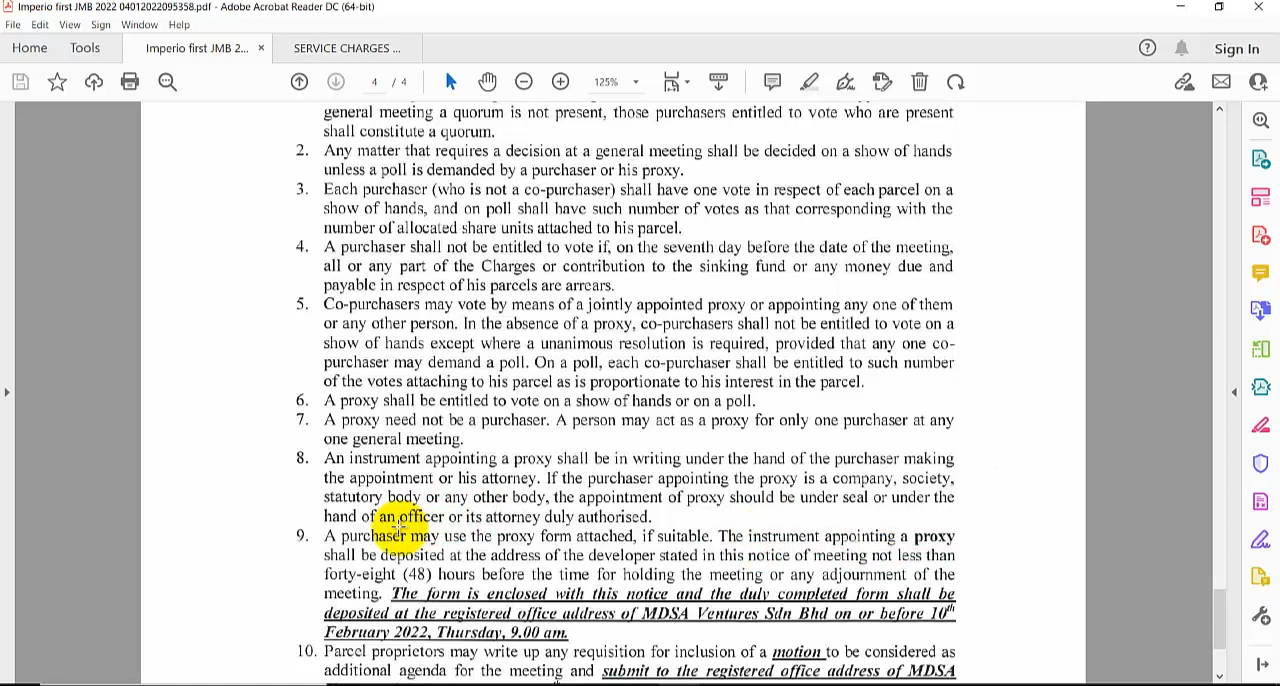 Imperio first JMB 2022 04012022095358.pdf - Adobe Acrobat Reader DC (64-bit)
File Edit View Sign Window Help
Home Tools Imperio first JMB 2... × SERVICE CHARGES ... Sign In
4 / 4 125%
general meeting a quorum is not present, those purchasers entitled to vote who are present
shall constitute a quorum.
2. Any matter that requires a decision at a general meeting shall be decided on a show of hands
unless a poll is demanded by a purchaser or his proxy.
3. Each purchaser (who is not a co-purchaser) shall have one vote in respect of each parcel on a
show of hands, and on poll shall have such number of votes as that corresponding with the
number of allocated share units attached to his parcel.
4. A purchaser shall not be entitled to vote if, on the seventh day before the date of the meeting,
all or any part of the Charges or contribution to the sinking fund or any money due and
payable in respect of his parcels are arrears.
5. Co-purchasers may vote by means of a jointly appointed proxy or appointing any one of them
or any other person. In the absence of a proxy, co-purchasers shall not be entitled to vote on a
show of hands except where a unanimous resolution is required, provided that any one co-
purchaser may demand a poll. On a poll, each co-purchaser shall be entitled to such number
of the votes attaching to his parcel as is proportionate to his interest in the parcel.
6. A proxy shall be entitled to vote on a show of hands or on a poll.
7. A proxy need not be a purchaser. A person may act as a proxy for only one purchaser at any
one general meeting.
8. An instrument appointing a proxy shall be in writing under the hand of the purchaser making
the appointment or his attorney. If the purchaser appointing the proxy is a company, society,
statutory body or any other body, the appointment of proxy should be under seal or under the
hand of an officer or its attorney duly authorised.
9. A purchaser may use the proxy form attached, if suitable. The instrument appointing a proxy
shall be deposited at the address of the developer stated in this notice of meeting not less than
forty-eight (48) hours before the time for holding the meeting or any adjournment of the
meeting. The form is enclosed with this notice and the duly completed form shall be
deposited at the registered office address of MDSA Ventures Sdn Bhd on or before 10th
February 2022, Thursday, 9.00 am.
10. Parcel proprietors may write up any requisition for inclusion of a motion to be considered as
additional agenda for the meeting and submit to the registered office address of MDSA